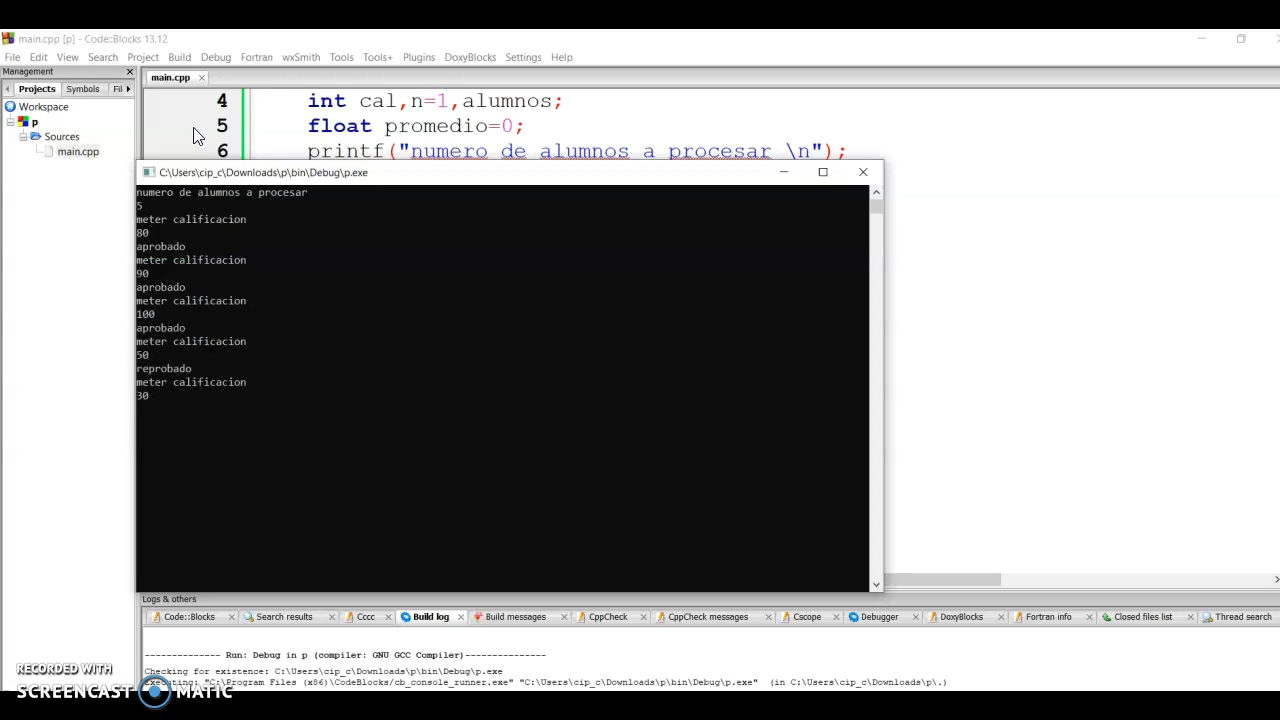 main.cpp [p] - Code::Blocks 13.12
File Edit View Search Project Build Debug Fortran wxSmith Tools Tools+ Plugins DoxyBlocks Settings Help
Management
Projects Symbols Fil
main.cpp
Workspace
p
Sources
main.cpp
4 int cal,n=1,alumnos;
5 float promedio=0;
6 printf("numero de alumnos a procesar \n");
C:\Users\cip_c\Downloads\p\bin\Debug\p.exe
numero de alumnos a procesar
5
meter calificacion
80
aprobado
meter calificacion
90
aprobado
meter calificacion
100
aprobado
meter calificacion
50
reprobado
meter calificacion
30
Logs & others
Code::Blocks Search results Cccc Build log Build messages CppCheck CppCheck messages Cscope Debugger DoxyBlocks Fortran info Closed files list Thread search
-------------- Run: Debug in p (compiler: GNU GCC Compiler)---------------
Checking for existence: C:\Users\cip_c\Downloads\p\bin\Debug\p.exe
Executing: "C:\Program Files (x86)\CodeBlocks/cb_console_runner.exe" "C:\Users\cip_c\Downloads\p\bin\Debug\p.exe" (in C:\Users\cip_c\Downloads\p\.)
RECORDED WITH
SCREENCAST MATIC